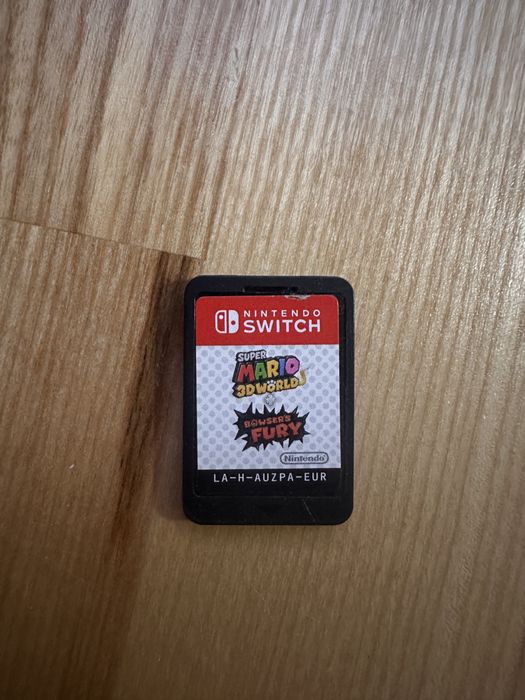 NINTENDO
SWITCH
SUPER
MARIO
3D WORLD
+
BOWSER'S
FURY
Nintendo
LA-H-AUZPA-EUR